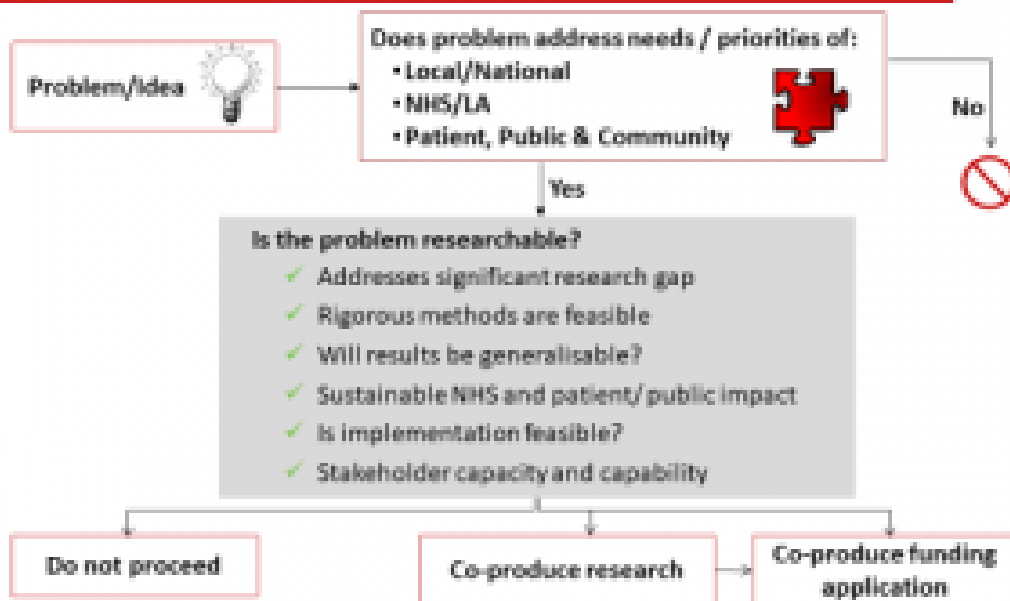 Problem/Idea
Does problem address needs / priorities of:
• Local/National
• NHS/LA
• Patient, Public & Community
No
Yes
Is the problem researchable?
✓ Addresses significant research gap
✓ Rigorous methods are feasible
✓ Will results be generalisable?
✓ Sustainable NHS and patient/ public impact
✓ Is implementation feasible?
✓ Stakeholder capacity and capability
Do not proceed
Co-produce research
Co-produce funding
application